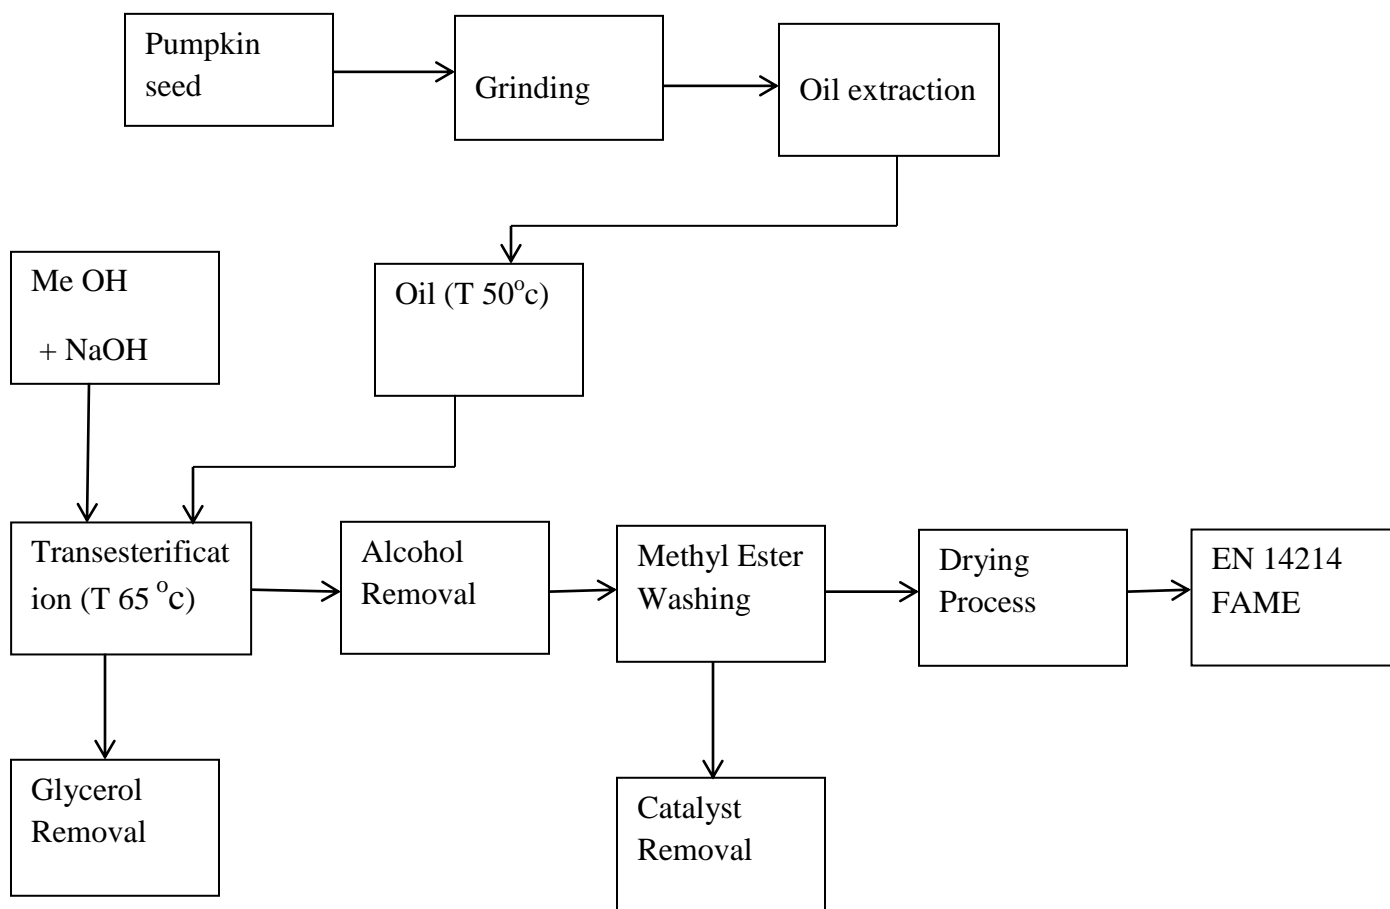 Pumpkin
seed
Grinding
Oil extraction
Me OH
+ NaOH
Oil (T 50°c)
Transesterificat
ion (T 65 °c)
Alcohol
Removal
Methyl Ester
Washing
Drying
Process
EN 14214
FAME
Glycerol
Removal
Catalyst
Removal